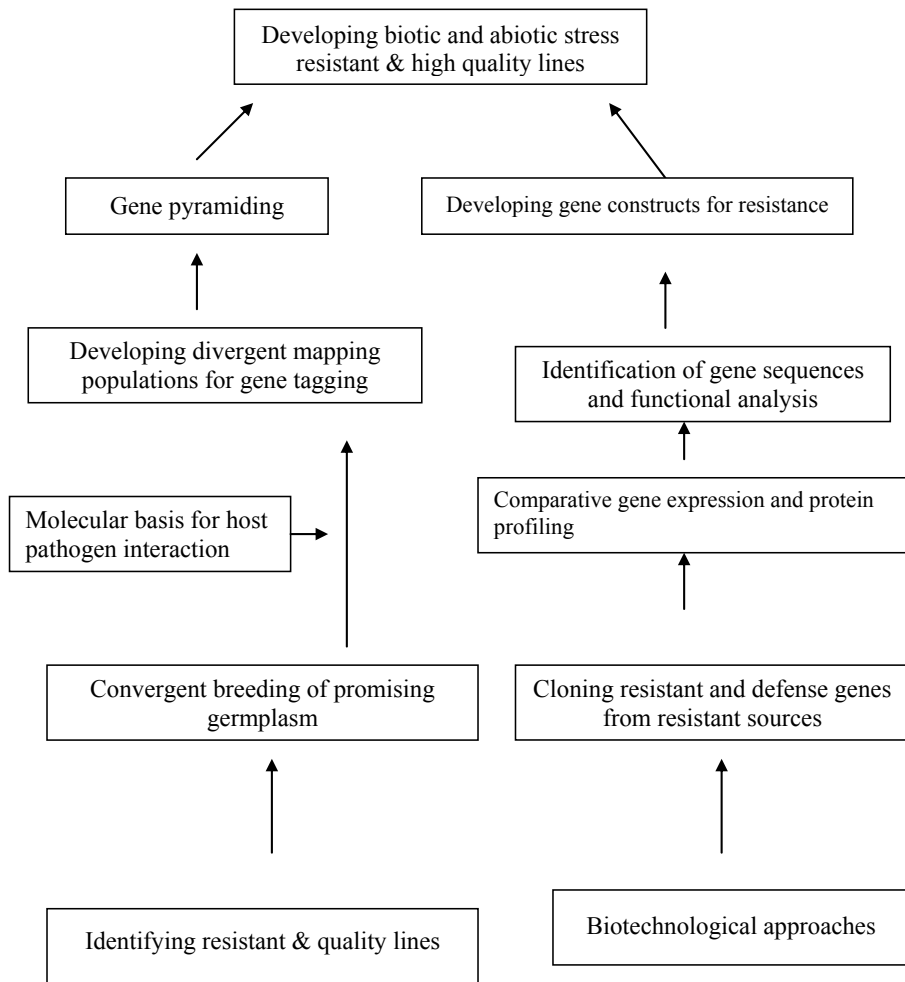 Developing biotic and abiotic stress
resistant & high quality lines
Gene pyramiding
Developing gene constructs for resistance
Developing divergent mapping
populations for gene tagging
Identification of gene sequences
and functional analysis
Comparative gene expression and protein
profiling
Molecular basis for host
pathogen interaction
Convergent breeding of promising
germplasm
Cloning resistant and defense genes
from resistant sources
Identifying resistant & quality lines
Biotechnological approaches